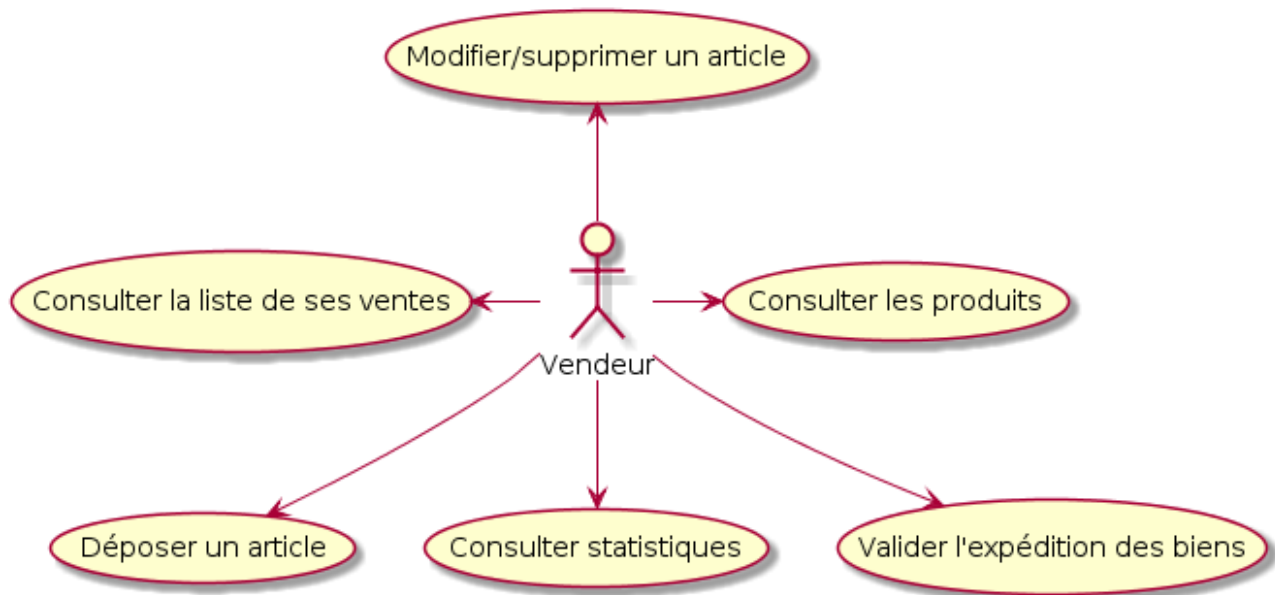 Modifier/supprimer un article
Consulter la liste de ses ventes
Consulter les produits
Vendeur
Déposer un article
Consulter statistiques
Valider l'expédition des biens